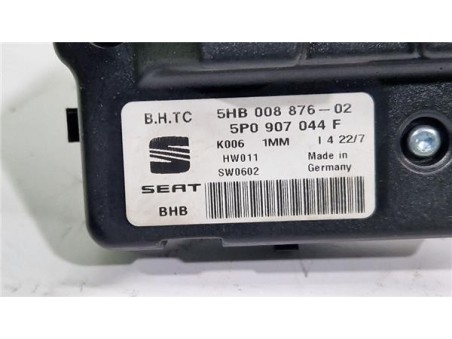 B.H.TC 5HB 008 876-02
5P0 907 044 F
K006 1MM I 4 22/7
HW011 Made in
SW0602 Germany
SEAT
BHB